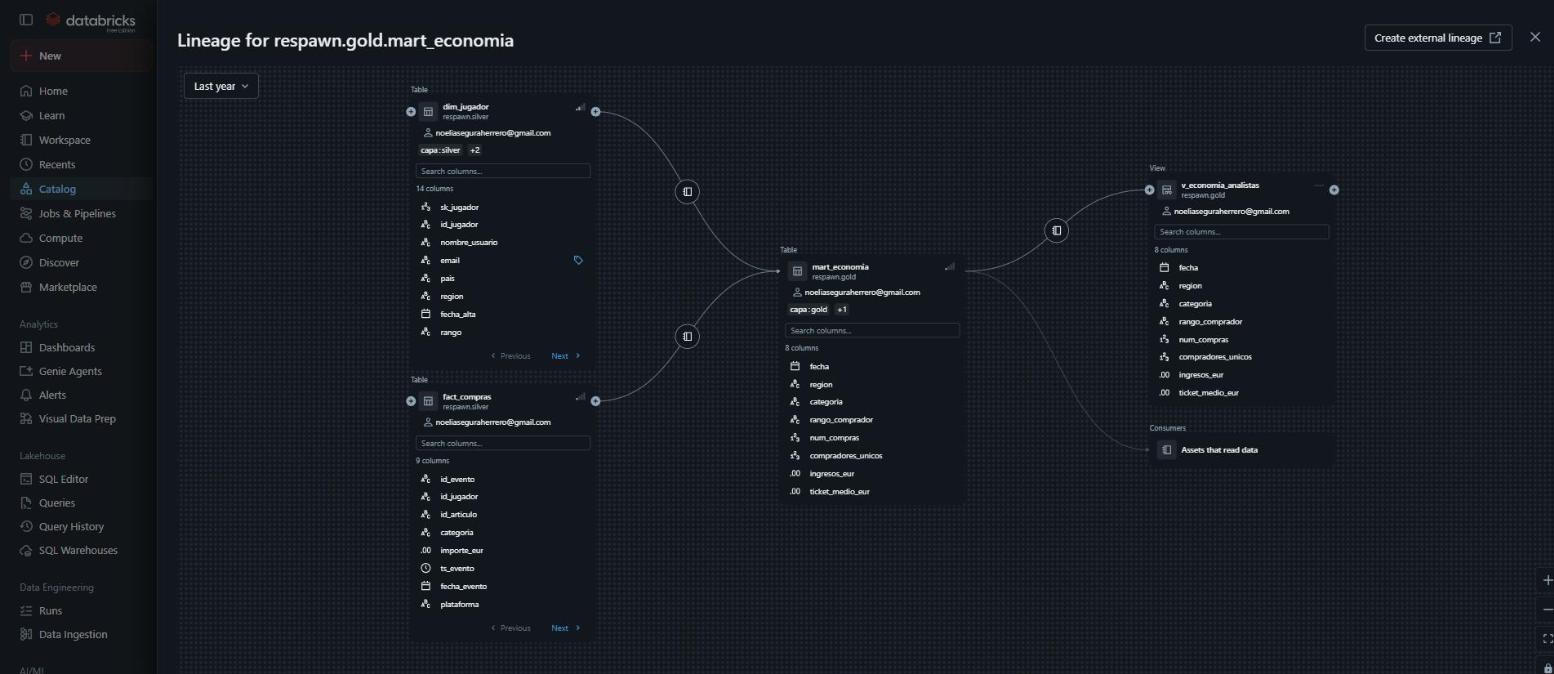 databricks
Free Edition
New
Home
Learn
Workspace
Recents
Catalog
Jobs & Pipelines
Compute
Discover
Marketplace
Analytics
Dashboards
Genie Agents
Alerts
Visual Data Prep
Lakehouse
SQL Editor
Queries
Query History
SQL Warehouses
Data Engineering
Runs
Data Ingestion
AI/ML
Lineage for respawn.gold.mart_economia
Create external lineage
Last year
Table
dim_jugador
respawn.silver
noeliaseguraherrero@gmail.com
capa: silver +2
Search columns...
14 columns
sk_jugador
id_jugador
nombre_usuario
email
pais
region
fecha_alta
rango
Previous Next
Table
fact_compras
respawn.silver
noeliaseguraherrero@gmail.com
Search columns...
9 columns
id_evento
id_jugador
id_articulo
categoria
.00 importe_eur
ts_evento
fecha_evento
plataforma
Previous Next
Table
mart_economia
respawn.gold
noeliaseguraherrero@gmail.com
capa: gold +1
Search columns...
8 columns
fecha
region
categoria
rango_comprador
num_compras
compradores_unicos
.00 ingresos_eur
.00 ticket_medio_eur
View
v_economia_analistas
respawn.gold
noeliaseguraherrero@gmail.com
Search columns...
8 columns
fecha
region
categoria
rango_comprador
num_compras
compradores_unicos
.00 ingresos_eur
.00 ticket_medio_eur
Consumers
Assets that read data